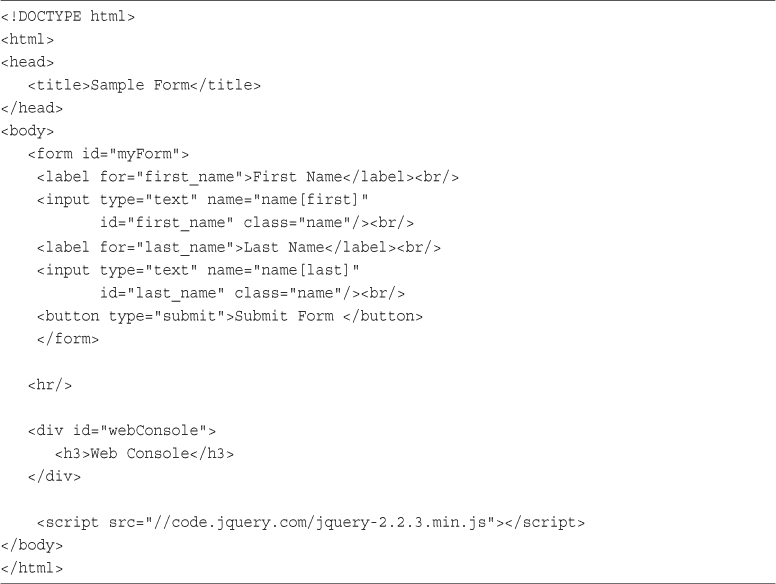 <!DOCTYPE html>
<html>
<head>
   <title>Sample Form</title>
</head>
<body>
   <form id="myForm">
    <label for="first_name">First Name</label><br/>
    <input type="text" name="name[first]"
           id="first_name" class="name"/><br/>
    <label for="last_name">Last Name</label><br/>
    <input type="text" name="name[last]"
           id="last_name" class="name"/><br/>
    <button type="submit">Submit Form </button>
    </form>

   <hr/>

   <div id="webConsole">
      <h3>Web Console</h3>
   </div>

    <script src="//code.jquery.com/jquery-2.2.3.min.js"></script>
</body>
</html>